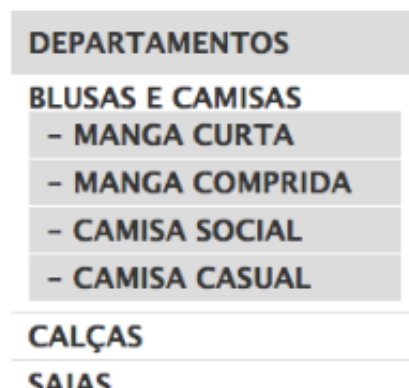 DEPARTAMENTOS
BLUSAS E CAMISAS
– MANGA CURTA
– MANGA COMPRIDA
– CAMISA SOCIAL
– CAMISA CASUAL
CALÇAS
SAIAS